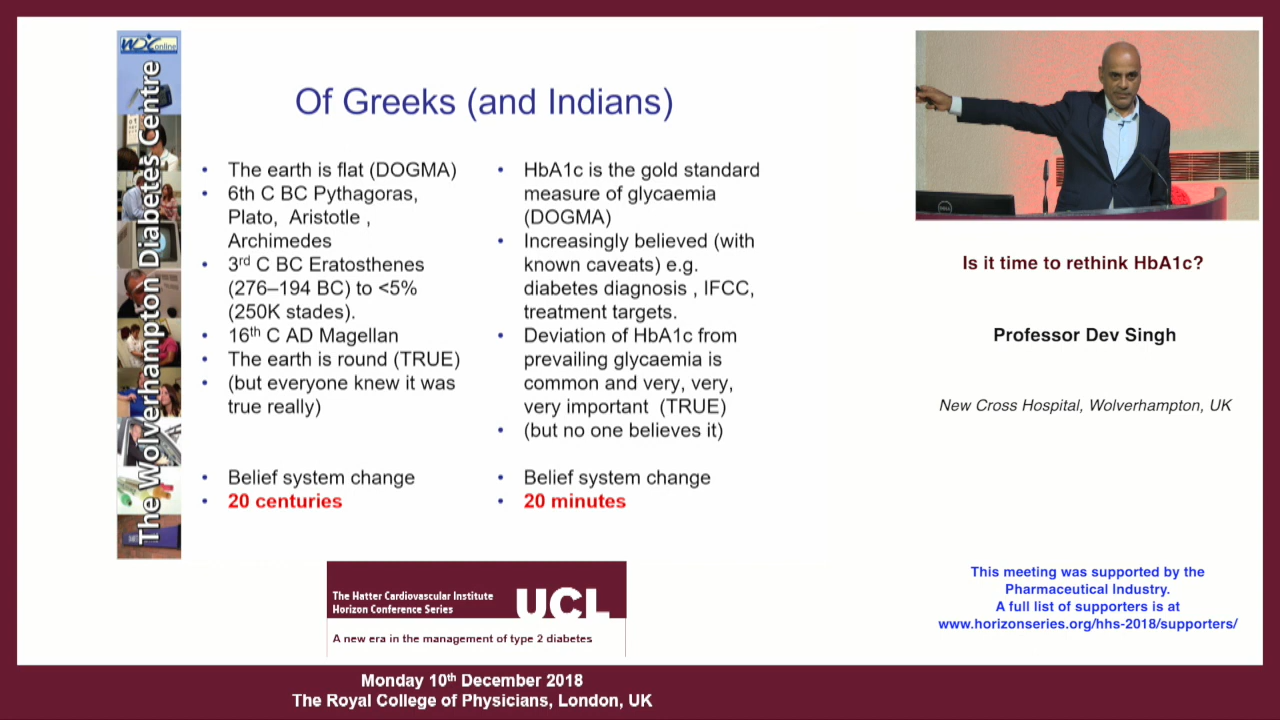 WDC online
The Wolverhampton Diabetes Centre
Of Greeks (and Indians)
• The earth is flat (DOGMA)
• 6th C BC Pythagoras,
Plato, Aristotle ,
Archimedes
• 3rd C BC Eratosthenes
(276–194 BC) to <5%
(250K stades).
• 16th C AD Magellan
• The earth is round (TRUE)
• (but everyone knew it was
true really)
• Belief system change
• 20 centuries
• HbA1c is the gold standard
measure of glycaemia
(DOGMA)
• Increasingly believed (with
known caveats) e.g.
diabetes diagnosis , IFCC,
treatment targets.
• Deviation of HbA1c from
prevailing glycaemia is
common and very, very,
very important (TRUE)
• (but no one believes it)
• Belief system change
• 20 minutes
The Hatter Cardiovascular Institute
Horizon Conference Series
UCL
A new era in the management of type 2 diabetes
DELL
Is it time to rethink HbA1c?
Professor Dev Singh
New Cross Hospital, Wolverhampton, UK
This meeting was supported by the
Pharmaceutical Industry.
A full list of supporters is at
www.horizonseries.org/hhs-2018/supporters/
Monday 10th December 2018
The Royal College of Physicians, London, UK